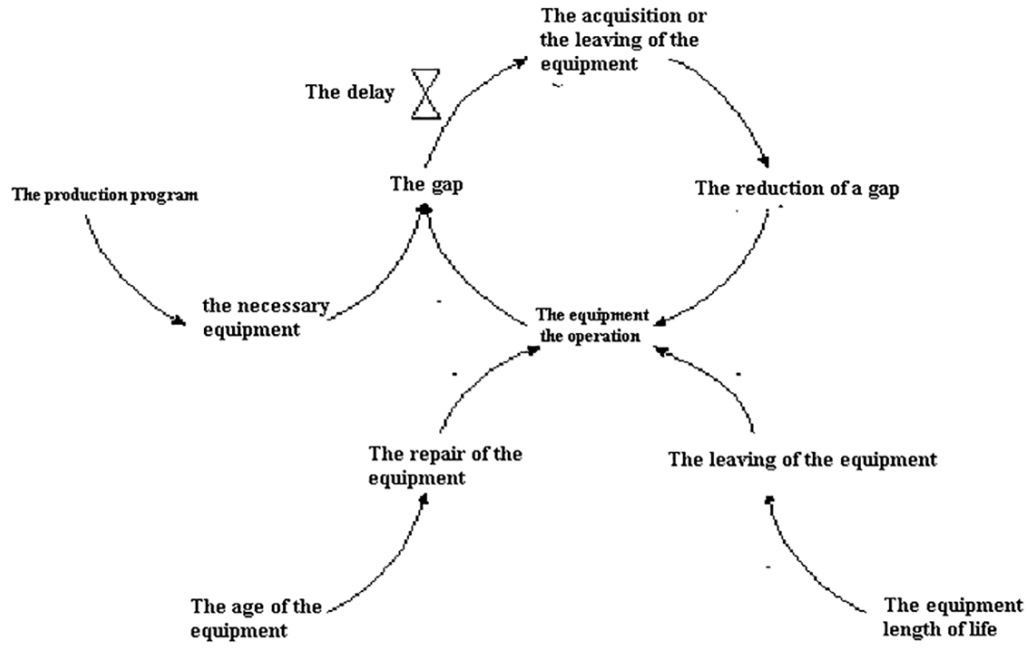 The acquisition or
the leaving of the
equipment
The delay
The gap
The reduction of a gap
The production program
the necessary
equipment
The equipment
the operation
The repair of the
equipment
The leaving of the equipment
The age of the
equipment
The equipment
length of life